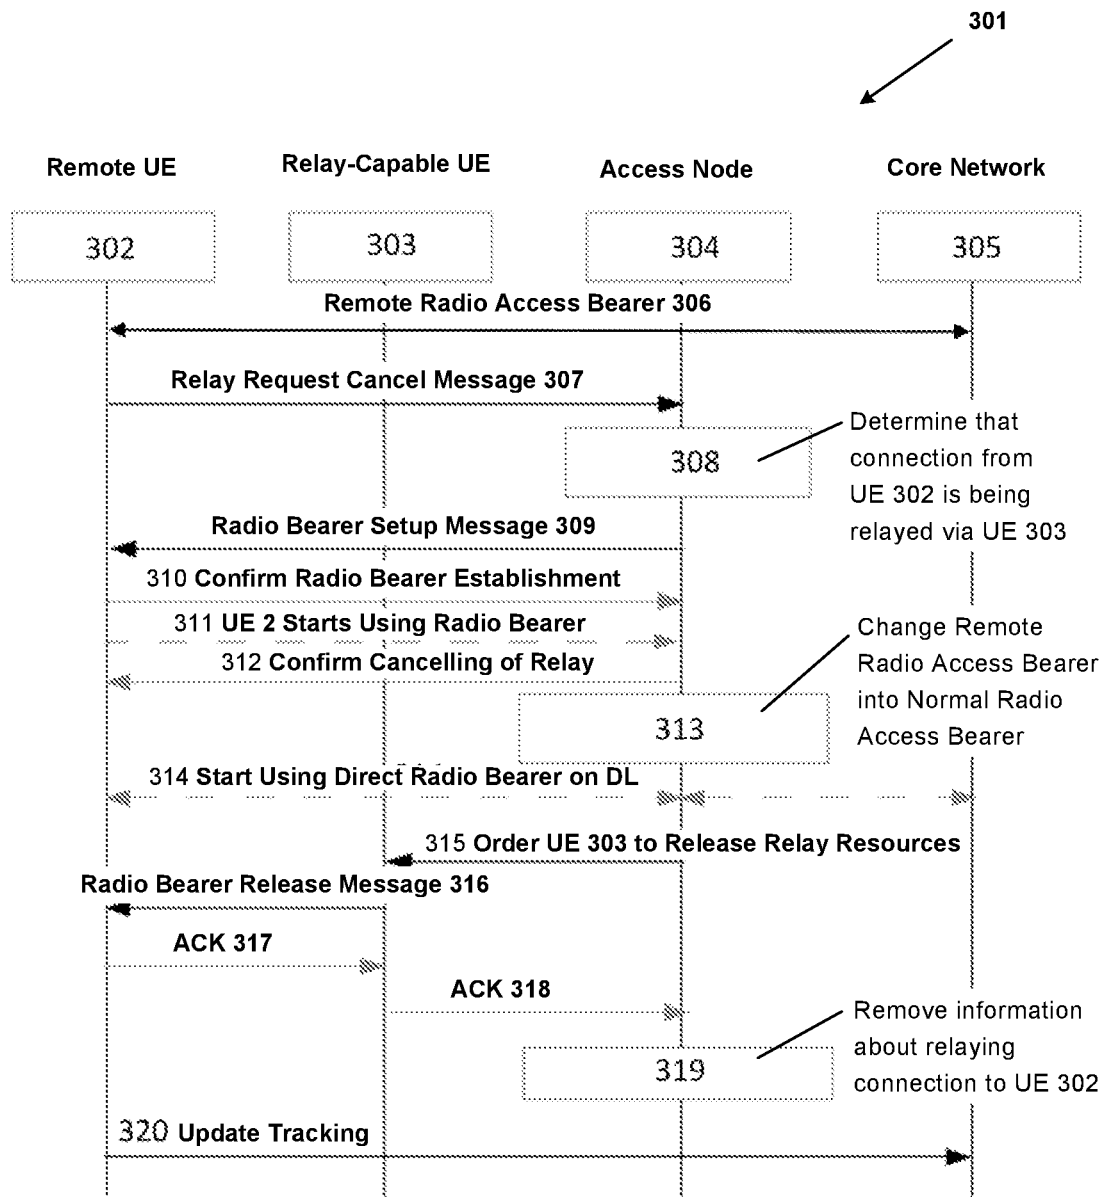 301
Remote UE
Relay-Capable UE
Access Node
Core Network
302
303
304
305
Remote Radio Access Bearer 306
Relay Request Cancel Message 307
308
Determine that
connection from
UE 302 is being
relayed via UE 303
Radio Bearer Setup Message 309
310 Confirm Radio Bearer Establishment
311 UE 2 Starts Using Radio Bearer
312 Confirm Cancelling of Relay
313
Change Remote
Radio Access Bearer
into Normal Radio
Access Bearer
314 Start Using Direct Radio Bearer on DL
315 Order UE 303 to Release Relay Resources
Radio Bearer Release Message 316
ACK 317
ACK 318
319
Remove information
about relaying
connection to UE 302
320 Update Tracking